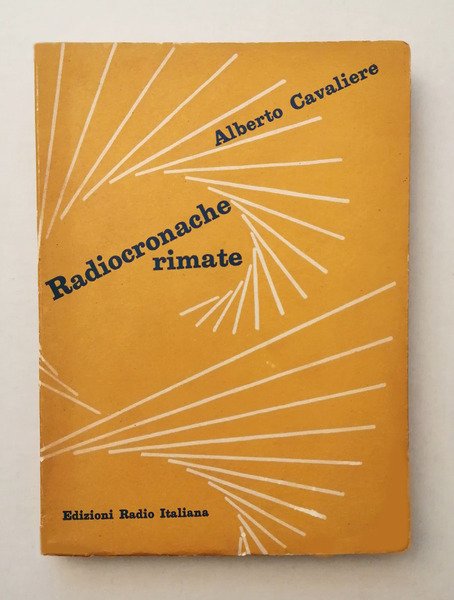 Alberto Cavaliere
Radiocronache
rimate
Edizioni Radio Italiana